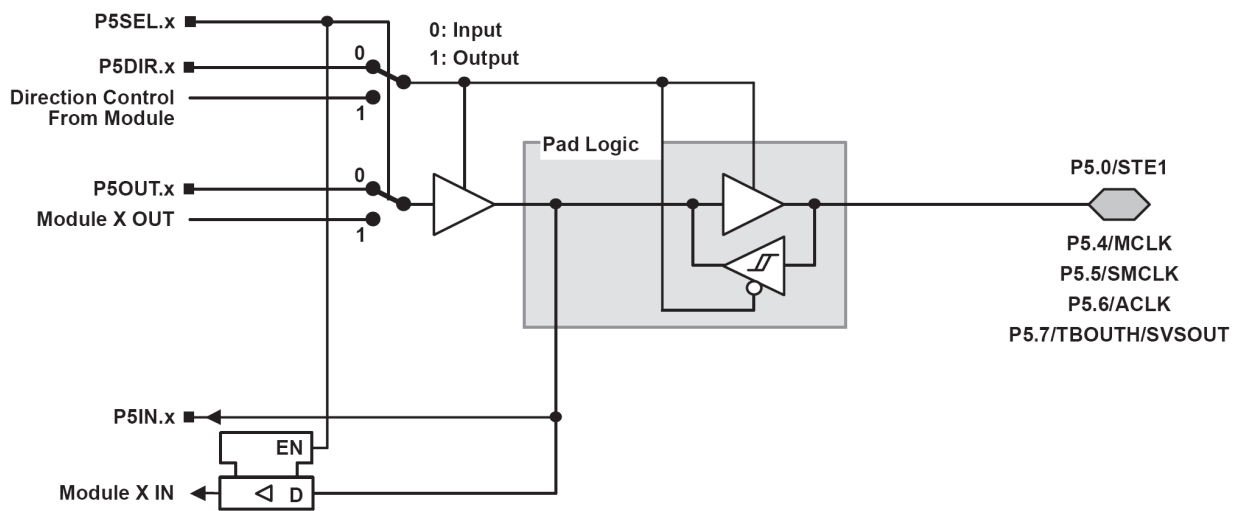 P5SEL.x
0: Input
1: Output
0
P5DIR.x
Direction Control
From Module
1
Pad Logic
P5.0/STE1
0
P5OUT.x
Module X OUT
1
P5.4/MCLK
P5.5/SMCLK
P5.6/ACLK
P5.7/TBOUTH/SVSOUT
P5IN.x
EN
Module X IN
D